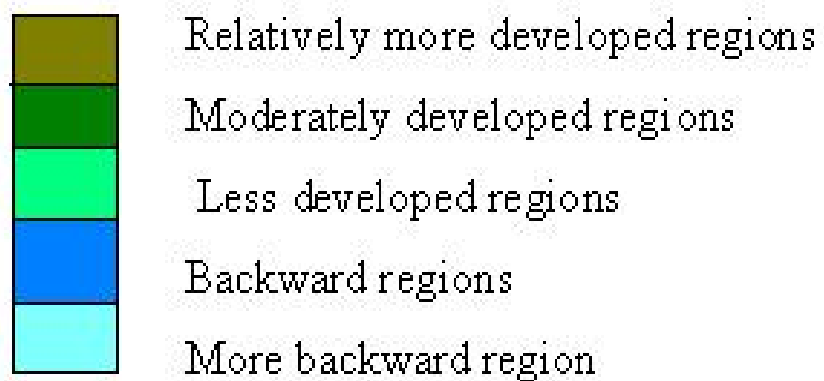 Relatively more developed regions
Moderately developed regions
Less developed regions
Backward regions
More backward region